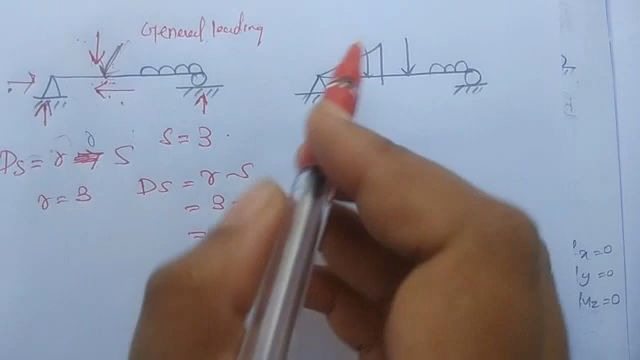 General loading
S = 3
Ds = r - S
r = 3
Ds = r - S
= 3 -
=
x = 0
y = 0
Mz = 0